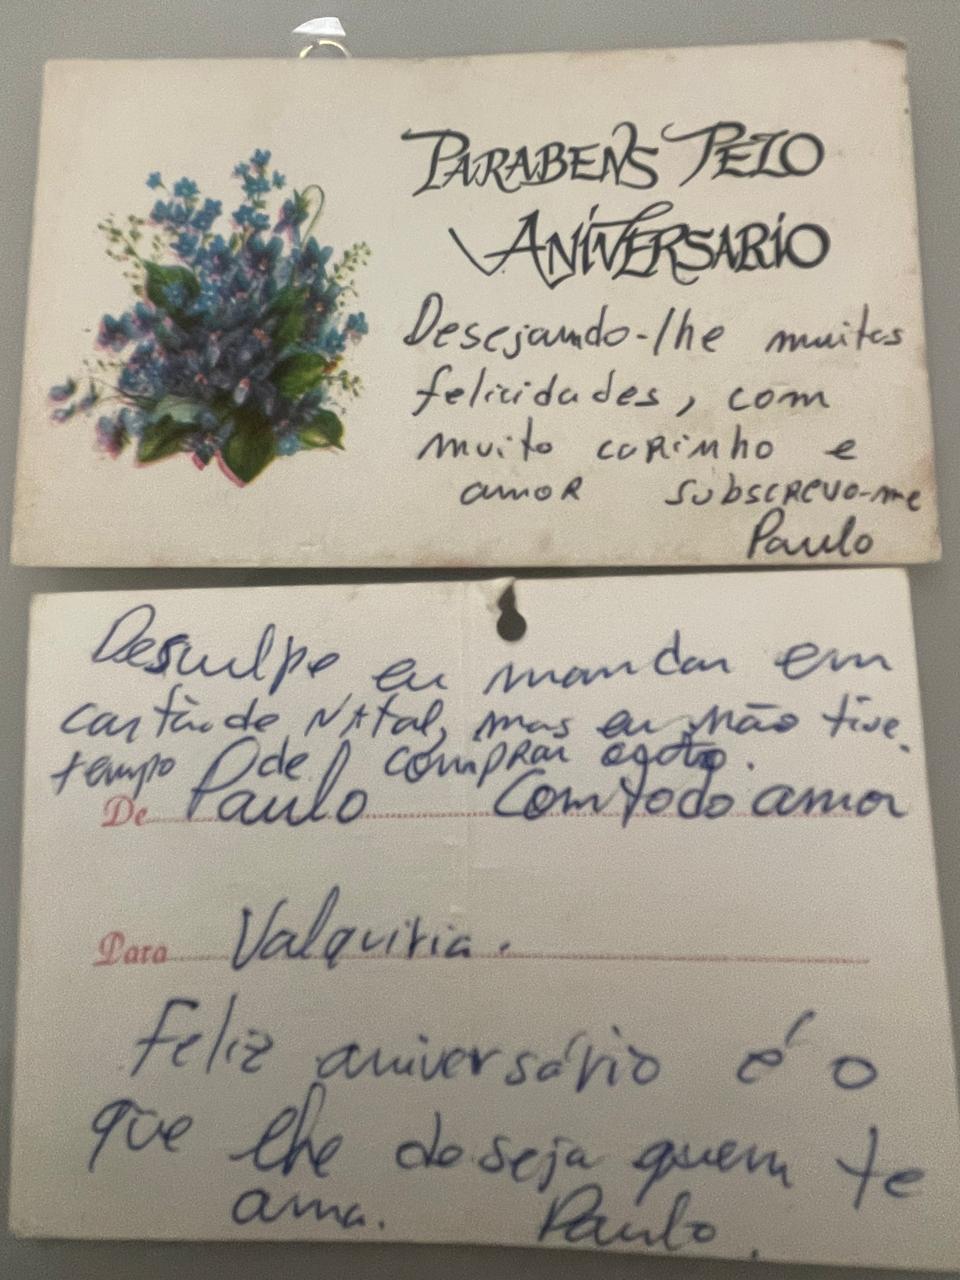 PARABENS PELO
ANIVERSARIO
Desejando-lhe muitas
felicidades, com
muito carinho e
amor subscrevo-me
Paulo
Desculpe eu mandar em
cartão de NATAL, mas eu não tive
tempo de comprar outro.
De Paulo Com todo amor
Para Valquiria.
Feliz aniversário é o
que lhe deseja quem te
ama. Paulo.